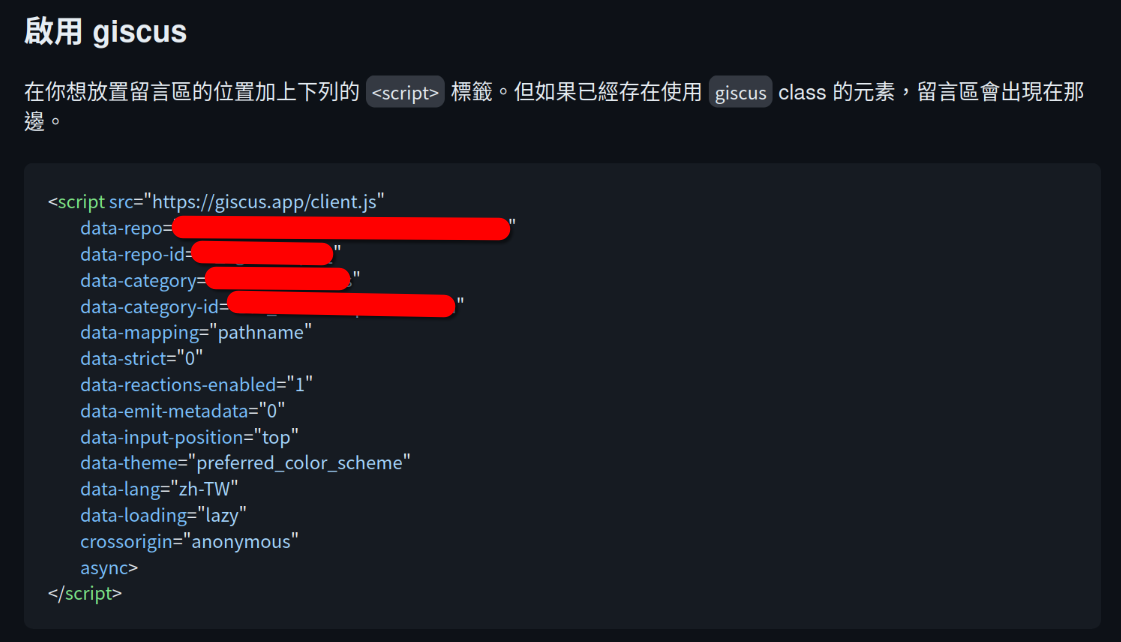 啟用 giscus
在你想放置留言區的位置加上下列的 <script> 標籤。但如果已經存在使用 giscus class 的元素，留言區會出現在那
邊。
<script src="https://giscus.app/client.js"
data-repo="
data-repo-id="
data-category="
data-category-id="
data-mapping="pathname"
data-strict="0"
data-reactions-enabled="1"
data-emit-metadata="0"
data-input-position="top"
data-theme="preferred_color_scheme"
data-lang="zh-TW"
data-loading="lazy"
crossorigin="anonymous"
async>
</script>